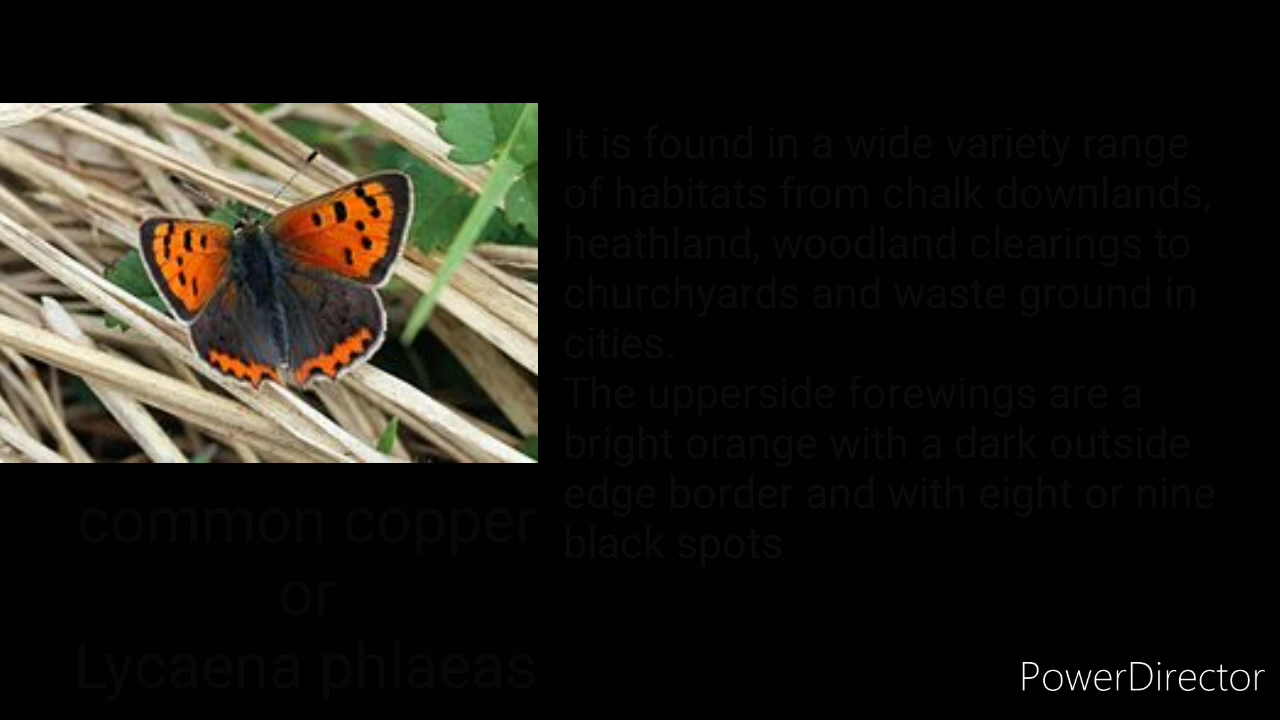 It is found in a wide variety range
of habitats from chalk downlands,
heathland, woodland clearings to
churchyards and waste ground in
cities.
The upperside forewings are a
bright orange with a dark outside
edge border and with eight or nine
black spots
common copper
or
Lycaena phlaeas
PowerDirector